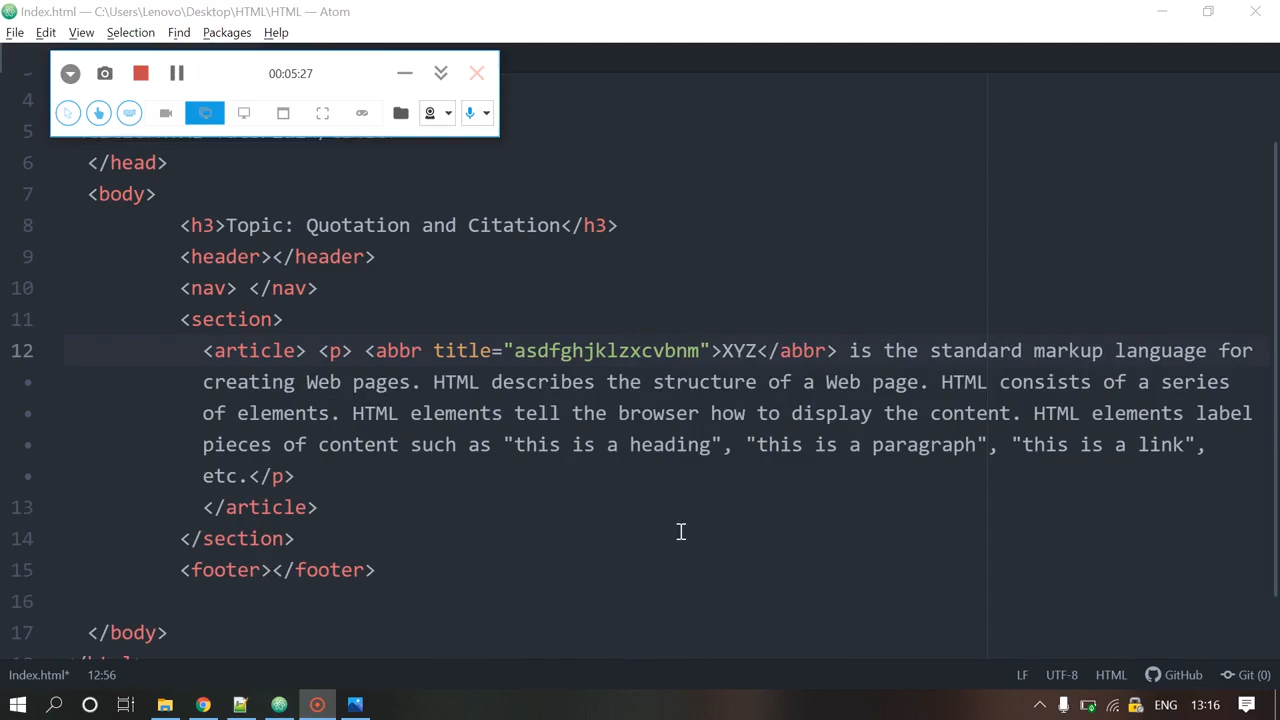 Index.html — C:\Users\Lenovo\Desktop\HTML\HTML — Atom
File Edit View Selection Find Packages Help
00:05:27
4
5
6 </head>
7 <body>
8 <h3>Topic: Quotation and Citation</h3>
9 <header></header>
10 <nav> </nav>
11 <section>
12 <article> <p> <abbr title="asdfghjklzxcvbnm">XYZ</abbr> is the standard markup language for
• creating Web pages. HTML describes the structure of a Web page. HTML consists of a series
• of elements. HTML elements tell the browser how to display the content. HTML elements label
• pieces of content such as "this is a heading", "this is a paragraph", "this is a link",
• etc.</p>
13 </article>
14 </section>
15 <footer></footer>
16
17 </body>
Index.html* 12:56 LF UTF-8 HTML GitHub Git (0)
ENG 13:16